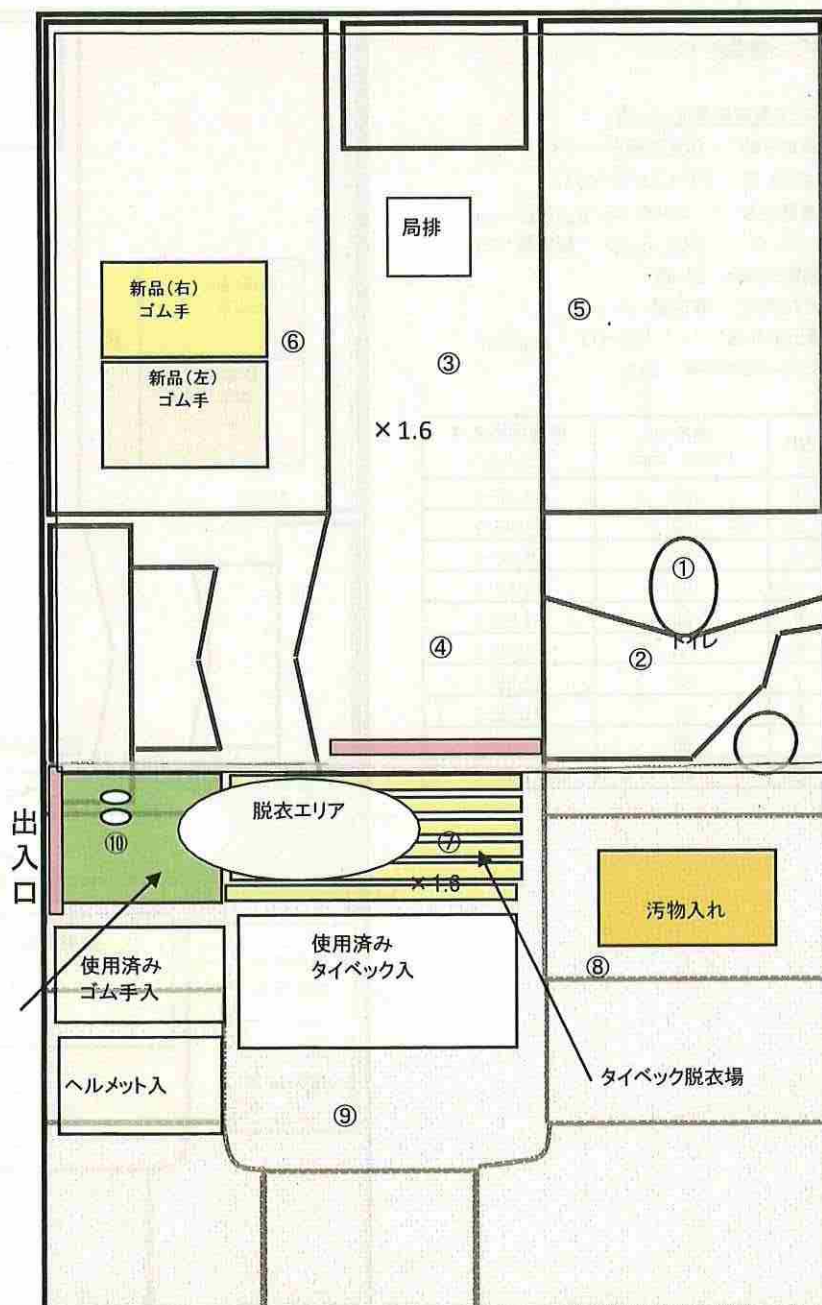 局排
新品(右)
ゴム手
⑤
⑥
新品(左)
ゴム手
③
×1.6
①
④
②
トイレ
出入口
脱衣エリア
⑩
⑦
×1.6
汚物入れ
使用済み
ゴム手入
使用済み
タイベック入
⑧
ヘルメット入
タイベック脱衣場
⑨